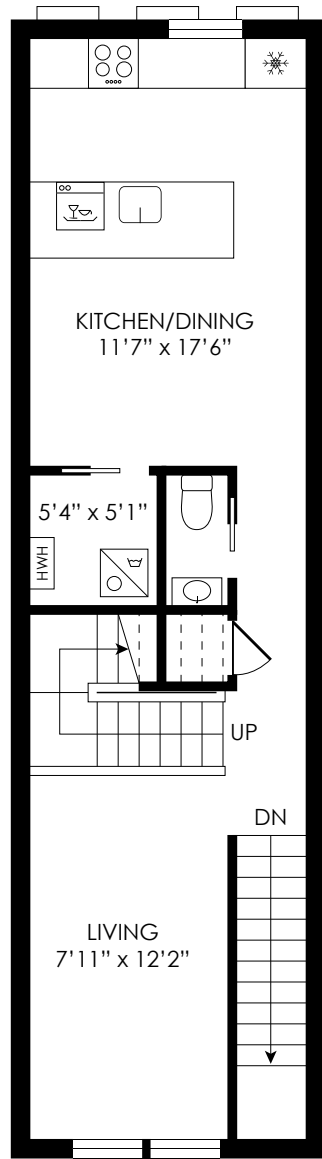 KITCHEN/DINING
11’7” x 17’6”
5’4” x 5’1”
HWH
UP
DN
LIVING
7’11” x 12’2”